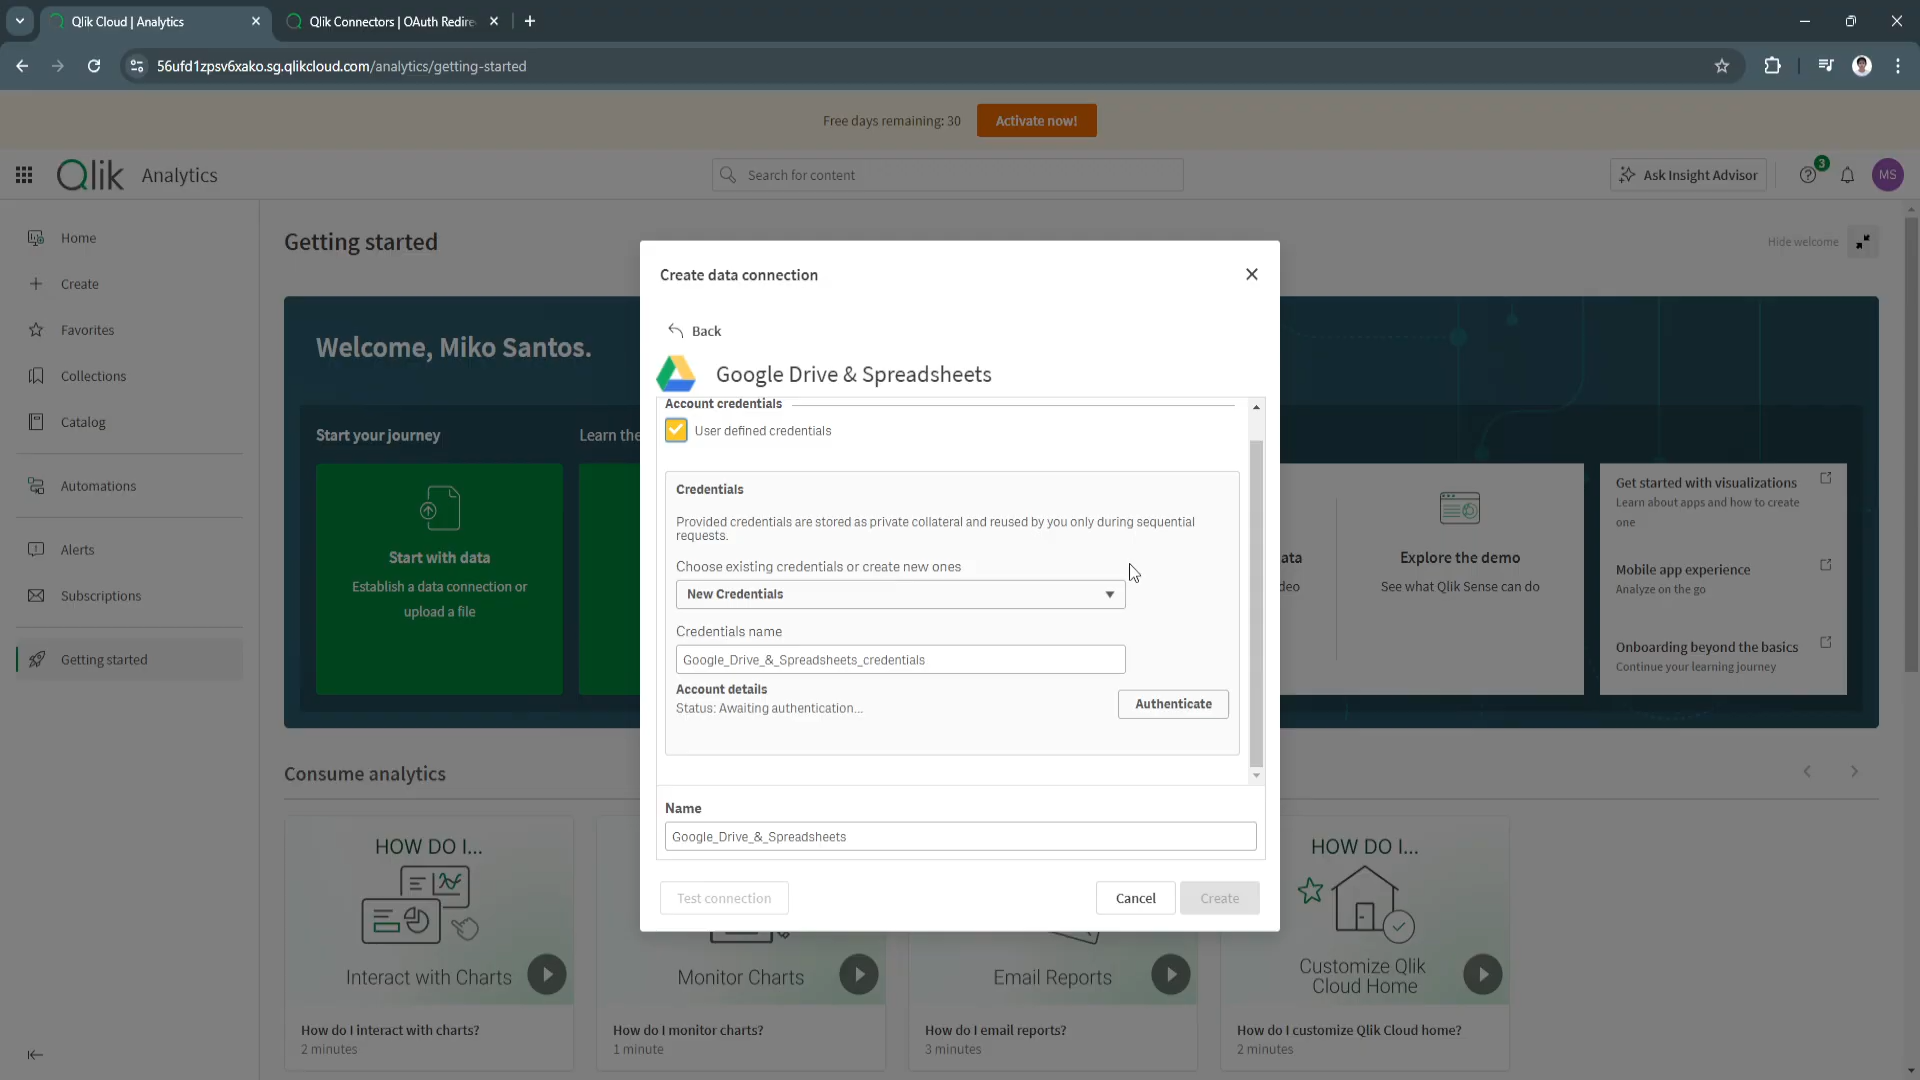 Qlik Cloud | Analytics
Qlik Connectors | OAuth Redire
56ufd1zpsv6xako.sg.qlikcloud.com/analytics/getting-started
Free days remaining: 30
Activate now!
Qlik
Analytics
Search for content
Ask Insight Advisor
3
MS
Home
Create
Favorites
Collections
Catalog
Automations
Alerts
Subscriptions
Getting started
Getting started
Hide welcome
Welcome, Miko Santos.
Start your journey
Learn the
Start with data
Establish a data connection or
upload a file
ata
deo
Explore the demo
See what Qlik Sense can do
Get started with visualizations
Learn about apps and how to create
one
Mobile app experience
Analyze on the go
Onboarding beyond the basics
Continue your learning journey
Create data connection
Back
Google Drive & Spreadsheets
Account credentials
User defined credentials
Credentials
Provided credentials are stored as private collateral and reused by you only during sequential
requests.
Choose existing credentials or create new ones
New Credentials
Credentials name
Google_Drive_&_Spreadsheets_credentials
Account details
Status: Awaiting authentication...
Authenticate
Name
Google_Drive_&_Spreadsheets
Test connection
Cancel
Create
Consume analytics
HOW DO I...
Interact with Charts
How do I interact with charts?
2 minutes
Monitor Charts
How do I monitor charts?
1 minute
Email Reports
How do I email reports?
3 minutes
HOW DO I...
Customize Qlik
Cloud Home
How do I customize Qlik Cloud home?
2 minutes